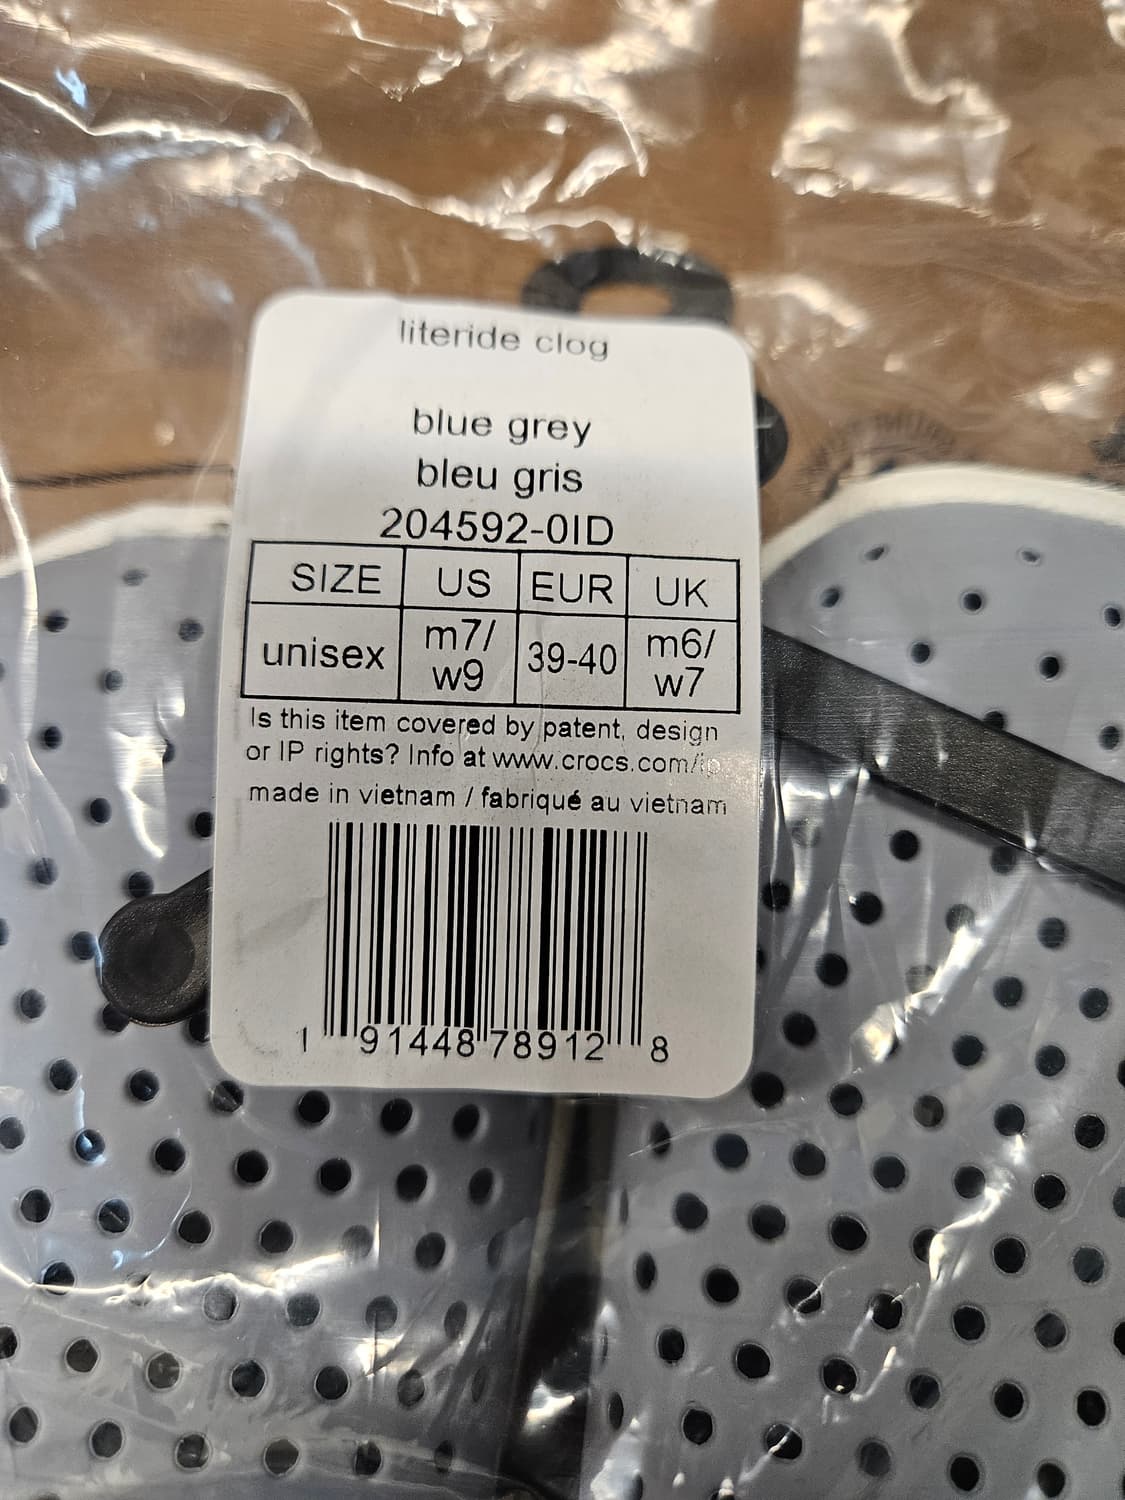 literide clog
blue grey
bleu gris
204592-0ID
SIZE US EUR UK
unisex m7/ w9 39-40 m6/ w7
Is this item covered by patent, design
or IP rights? Info at www.crocs.com/ip
made in vietnam / fabriqué au vietnam
1 91448 78912 8